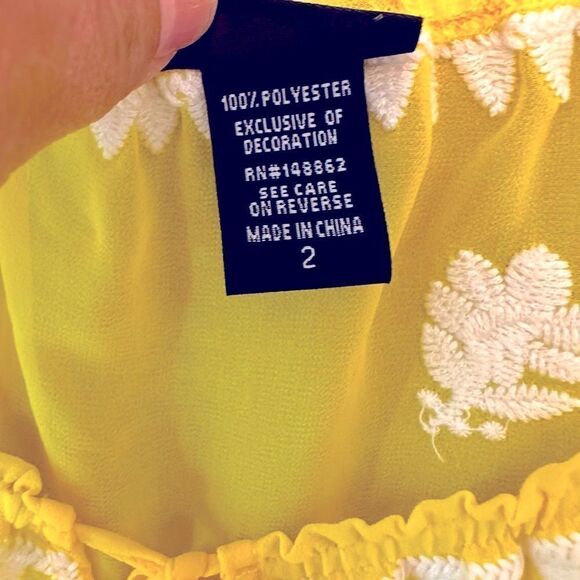 100% POLYESTER
EXCLUSIVE OF
DECORATION
RN#148862
SEE CARE
ON REVERSE
MADE IN CHINA
2